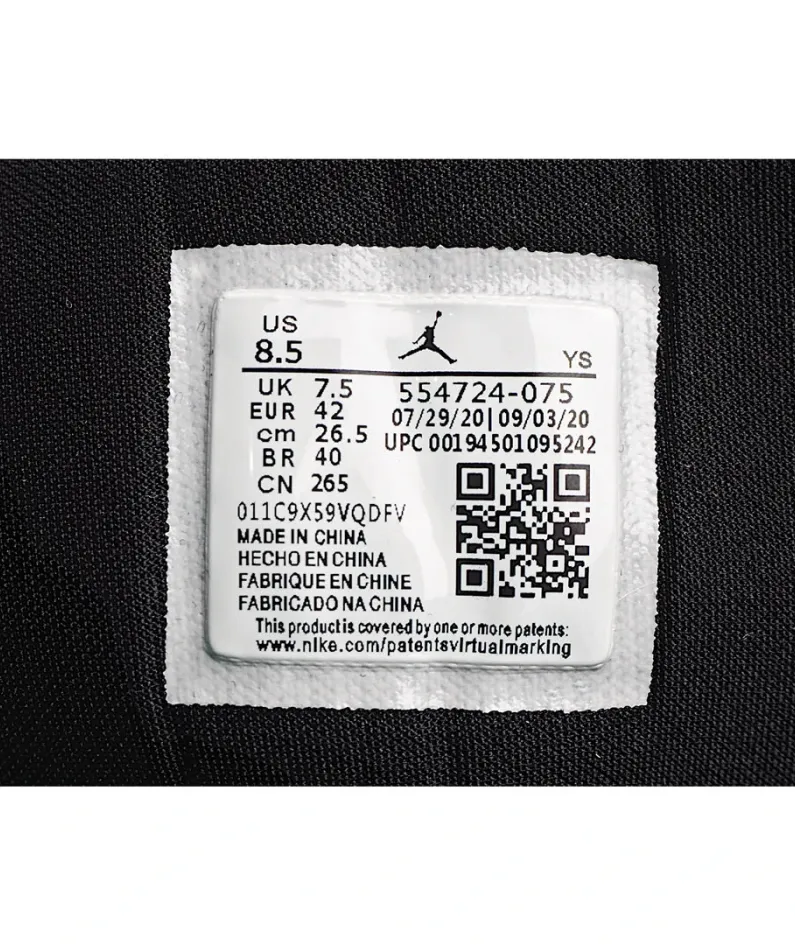 US
8.5
YS
UK 7.5
EUR 42
cm 26.5
BR 40
CN 265
554724-075
07/29/20| 09/03/20
UPC 00194501095242
011C9X59VQDFV
MADE IN CHINA
HECHO EN CHINA
FABRIQUE EN CHINE
FABRICADO NA CHINA
This product is covered by one or more patents:
www.nike.com/patentsvirtualmarking